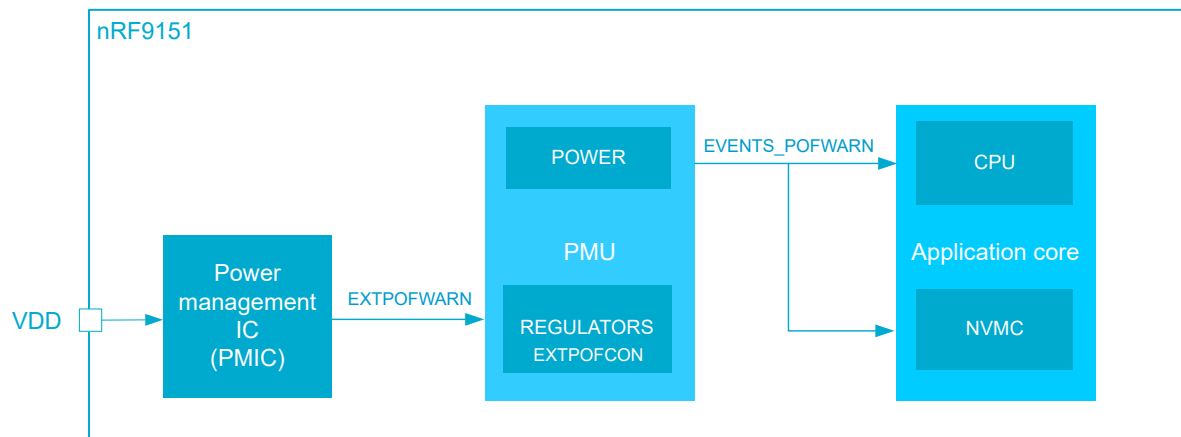 nRF9151
VDD
Power
management
IC
(PMIC)
EXTPOFWARN
POWER
PMU
REGULATORS
EXTPOFCON
EVENTS_POFWARN
CPU
Application core
NVMC